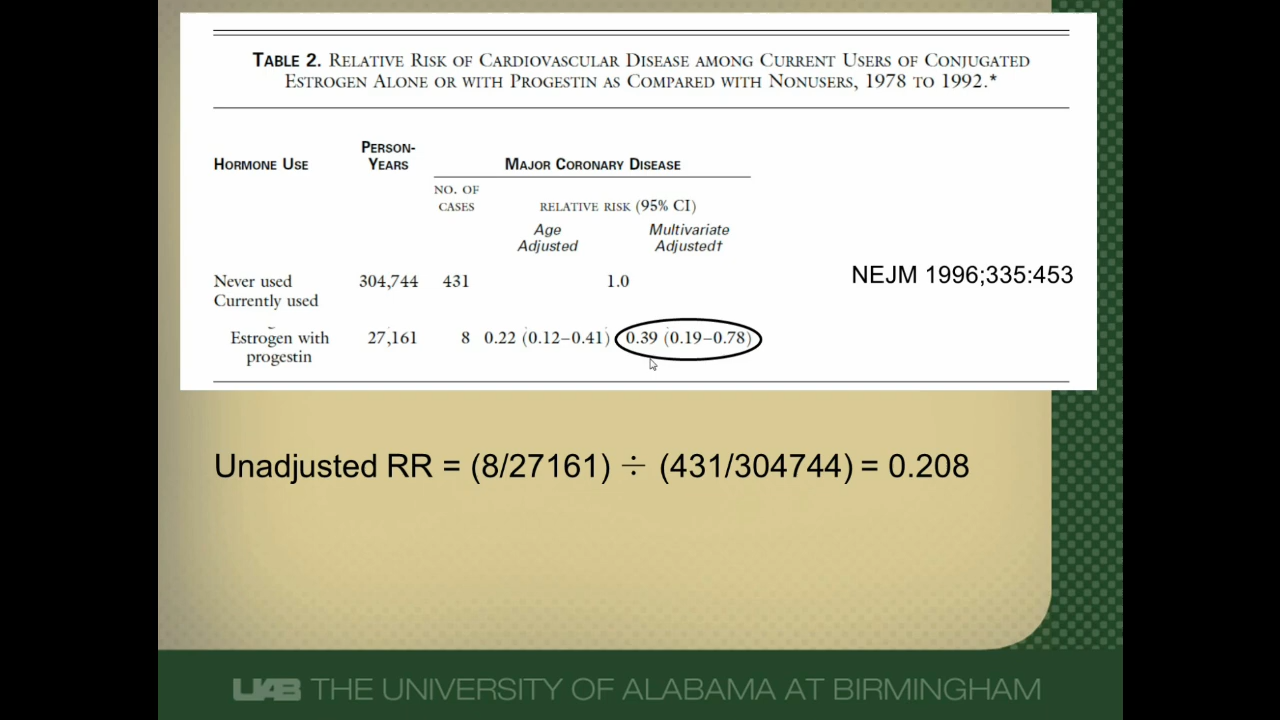 TABLE 2. RELATIVE RISK OF CARDIOVASCULAR DISEASE AMONG CURRENT USERS OF CONJUGATED
ESTROGEN ALONE OR WITH PROGESTIN AS COMPARED WITH NONUSERS, 1978 TO 1992.*
HORMONE USE
PERSON-
YEARS
MAJOR CORONARY DISEASE
NO. OF
CASES
RELATIVE RISK (95% CI)
Age
Adjusted
Multivariate
Adjusted†
Never used 304,744 431 1.0
Currently used
Estrogen with
progestin
27,161 8 0.22 (0.12–0.41) 0.39 (0.19–0.78)
NEJM 1996;335:453
Unadjusted RR = (8/27161) ÷ (431/304744) = 0.208
UAB THE UNIVERSITY OF ALABAMA AT BIRMINGHAM